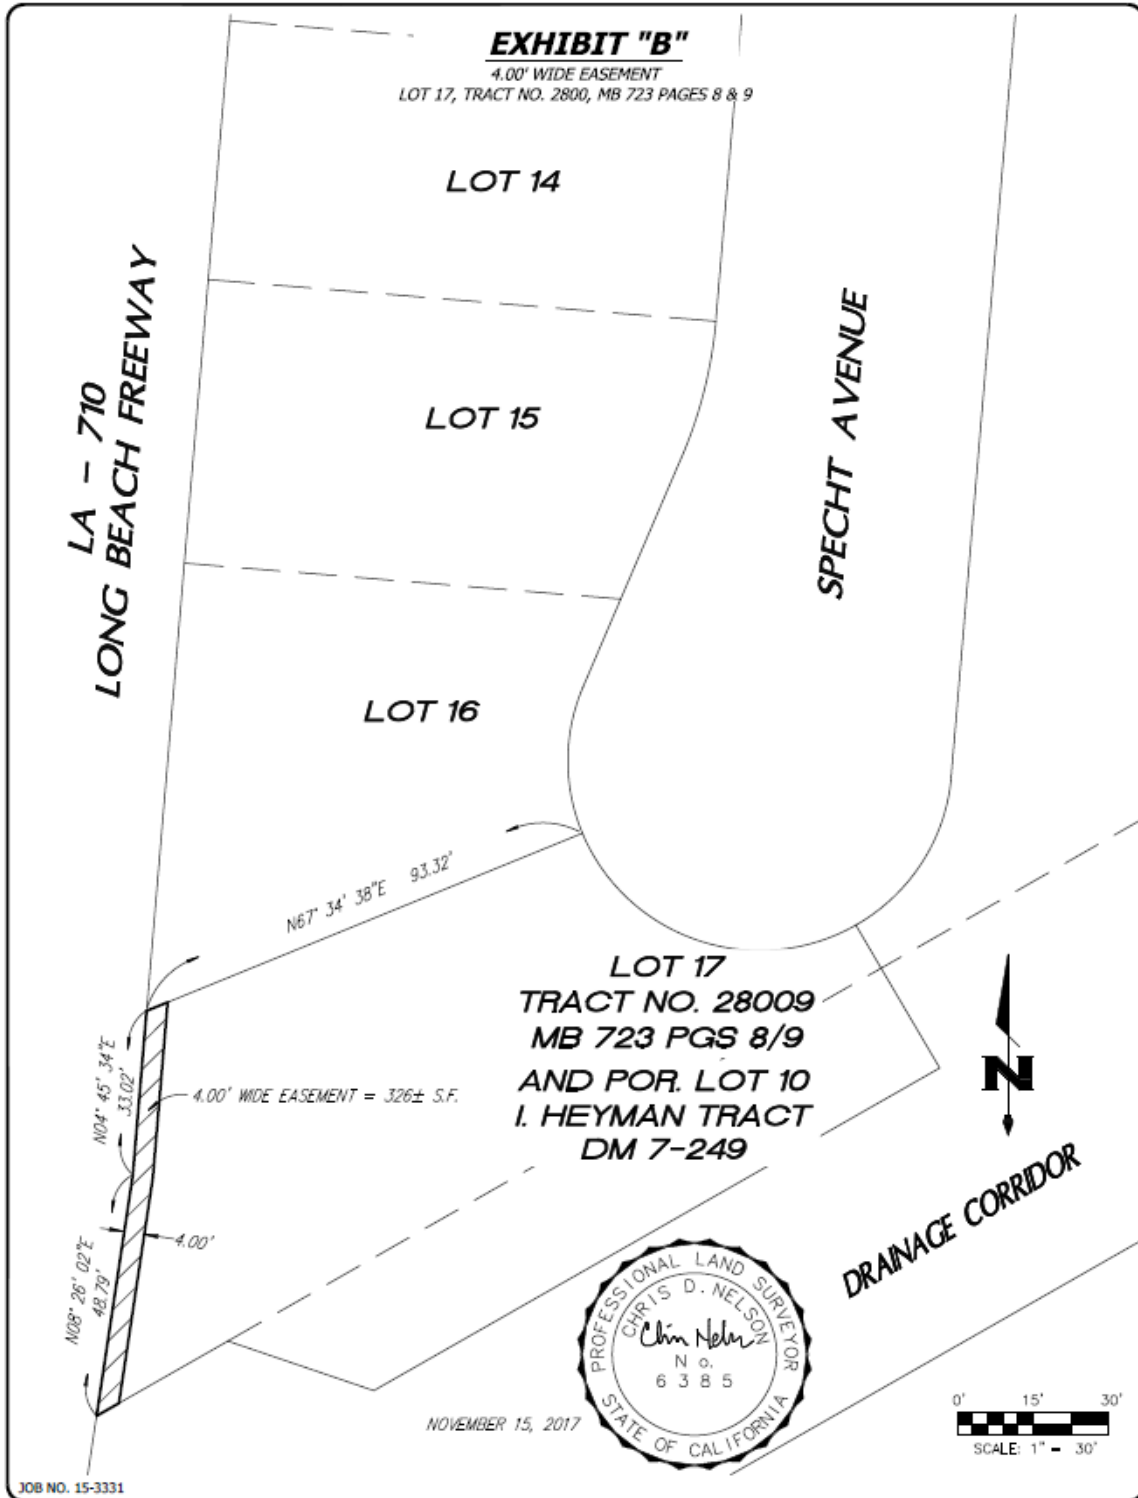 EXHIBIT "B"
4.00' WIDE EASEMENT
LOT 17, TRACT NO. 2800, MB 723 PAGES 8 & 9
LOT 14
LA - 710
LONG BEACH FREEWAY
LOT 15
SPECHT AVENUE
LOT 16
N67° 34' 38"E 93.32'
LOT 17
TRACT NO. 28009
MB 723 PGS 8/9
AND POR. LOT 10
I. HEYMAN TRACT
DM 7-249
N
N04° 45' 34"E
33.02'
4.00' WIDE EASEMENT = 326± S.F.
4.00'
N08° 26' 02"E
48.79'
DRAINAGE CORRIDOR
PROFESSIONAL LAND SURVEYOR
CHRIS D. NELSON
Chris Nelson
No.
6385
STATE OF CALIFORNIA
NOVEMBER 15, 2017
0' 15' 30'
SCALE: 1" = 30'
JOB NO. 15-3331